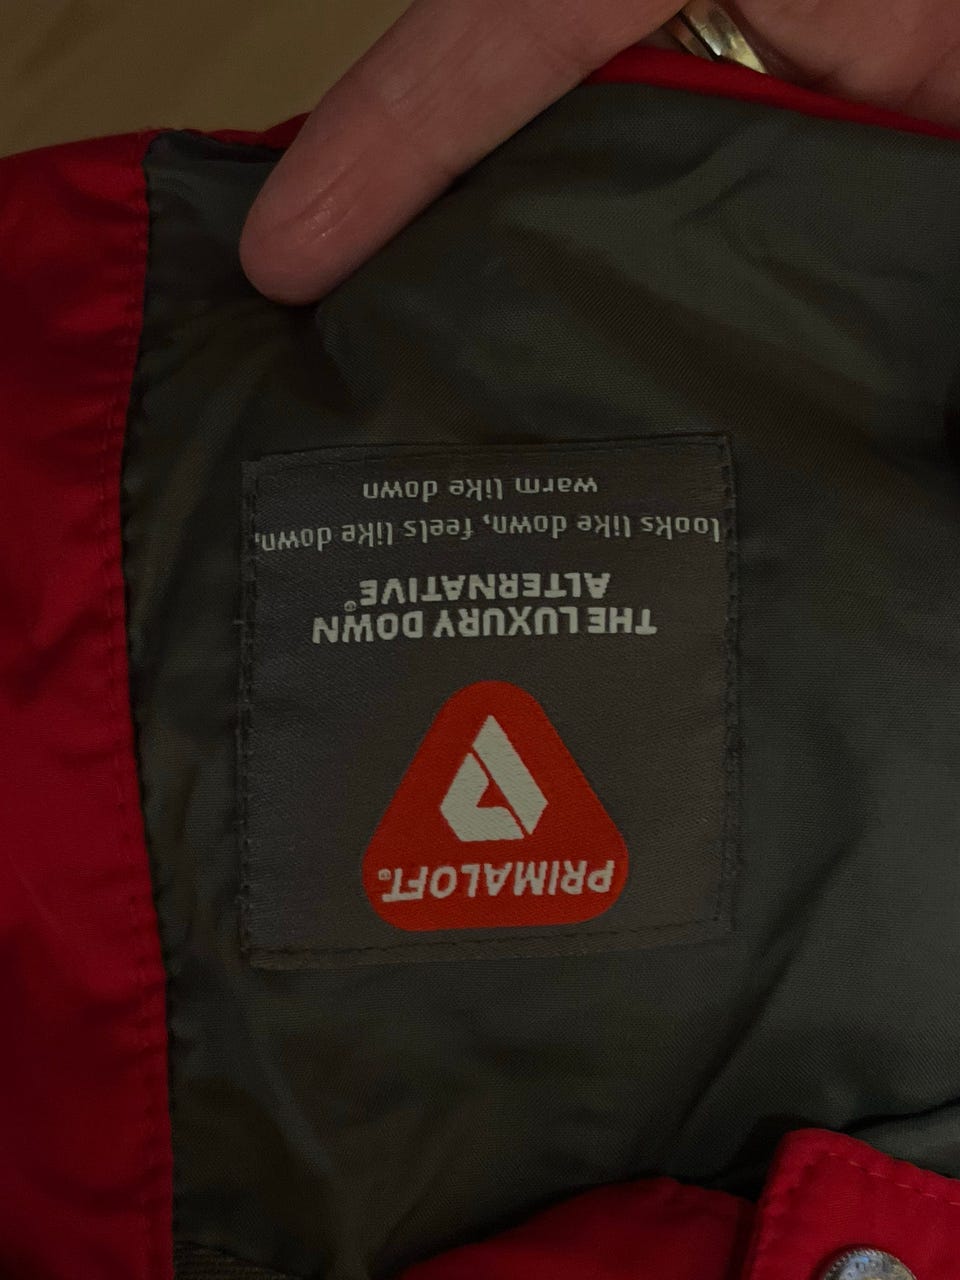 PRIMALOFT®
THE LUXURY DOWN
ALTERNATIVE®
looks like down, feels like down,
warm like down